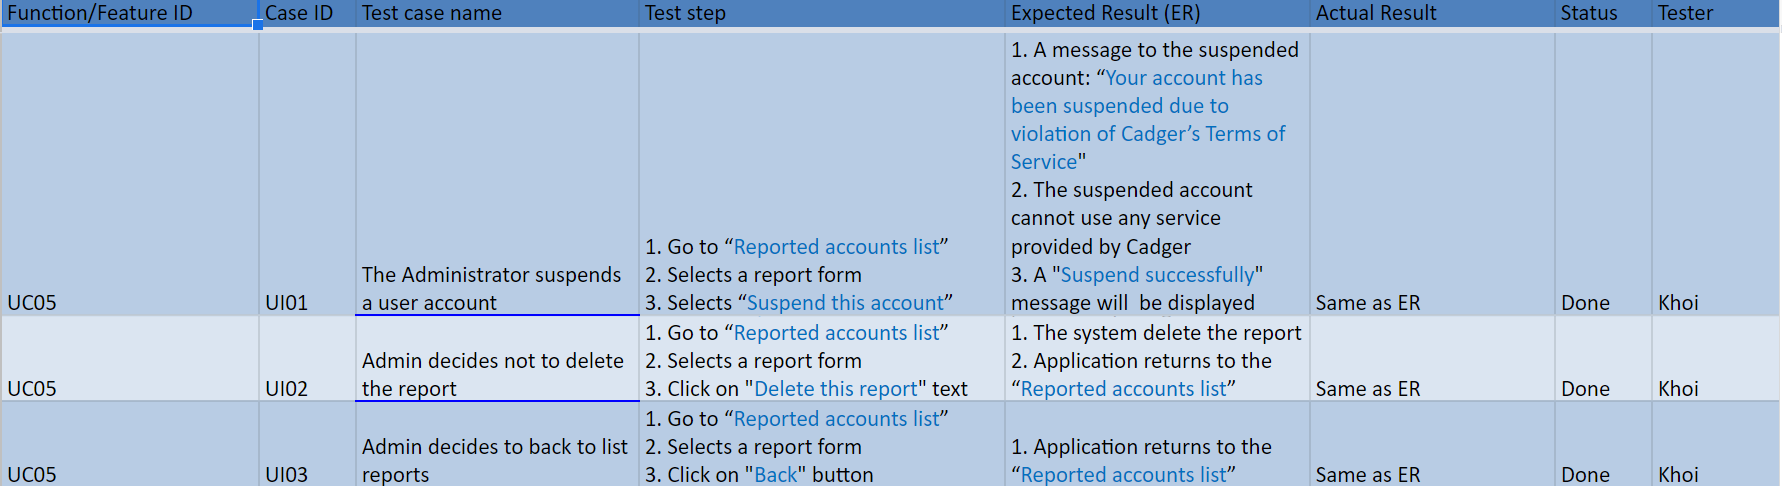 Function/Feature ID Case ID Test case name Test step Expected Result (ER) Actual Result Status Tester
UC05
UI01
The Administrator suspends
a user account
1. Go to “Reported accounts list”
2. Selects a report form
3. Selects “Suspend this account”
1. A message to the suspended
account: “Your account has
been suspended due to
violation of Cadger’s Terms of
Service"
2. The suspended account
cannot use any service
provided by Cadger
3. A "Suspend successfully"
message will be displayed
Same as ER
Done
Khoi
UC05
UI02
Admin decides not to delete
the report
1. Go to “Reported accounts list”
2. Selects a report form
3. Click on "Delete this report" text
1. The system delete the report
2. Application returns to the
“Reported accounts list”
Same as ER
Done
Khoi
UC05
UI03
Admin decides to back to list
reports
1. Go to “Reported accounts list”
2. Selects a report form
3. Click on "Back" button
1. Application returns to the
“Reported accounts list”
Same as ER
Done
Khoi